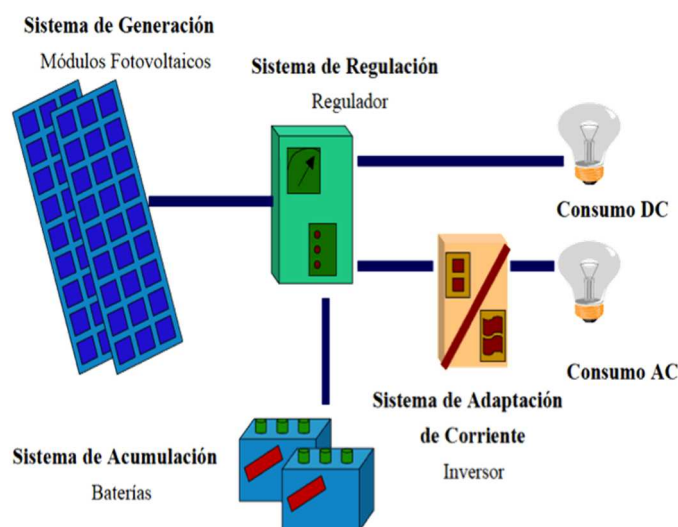 Sistema de Generación
Módulos Fotovoltaicos
Sistema de Regulación
Regulador
Consumo DC
Consumo AC
Sistema de Adaptación
de Corriente
Inversor
Sistema de Acumulación
Baterías